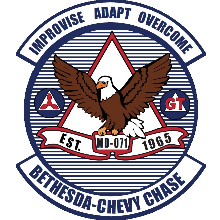 IMPROVISE ADAPT OVERCOME
GT
EST. MD-071 1965
BETHESDA-CHEVY CHASE